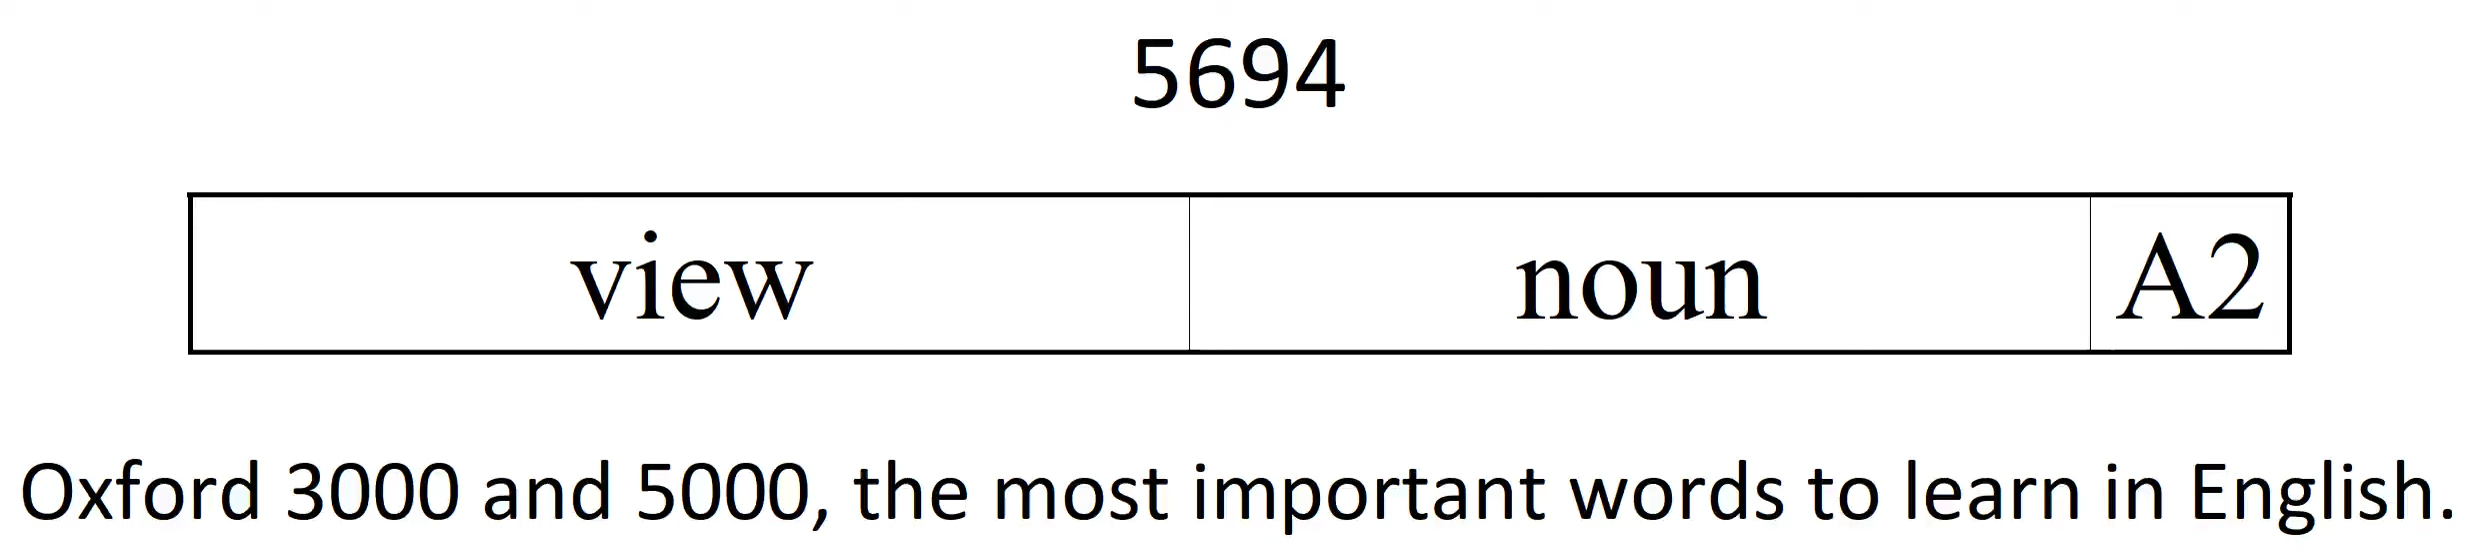 5694
view noun A2
Oxford 3000 and 5000, the most important words to learn in English.